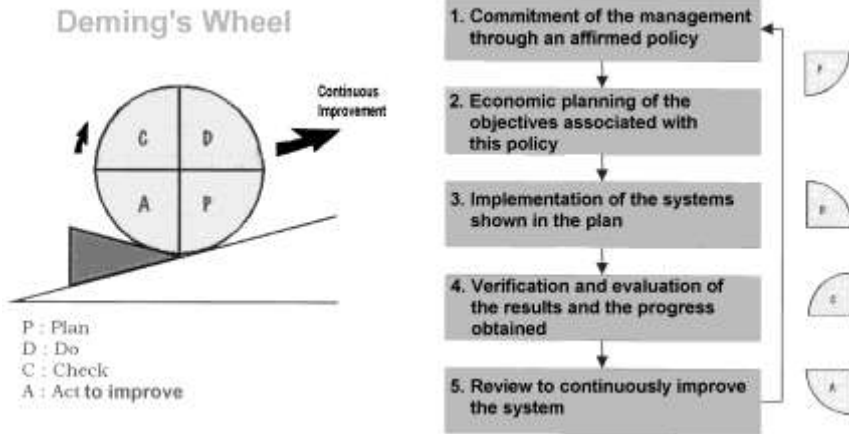 Deming's Wheel
Continuous
Improvement
C
D
A
P
P : Plan
D : Do
C : Check
A : Act to improve
1. Commitment of the management
through an affirmed policy
2. Economic planning of the
objectives associated with
this policy
3. Implementation of the systems
shown in the plan
4. Verification and evaluation of
the results and the progress
obtained
5. Review to continuously improve
the system
P
D
C
A